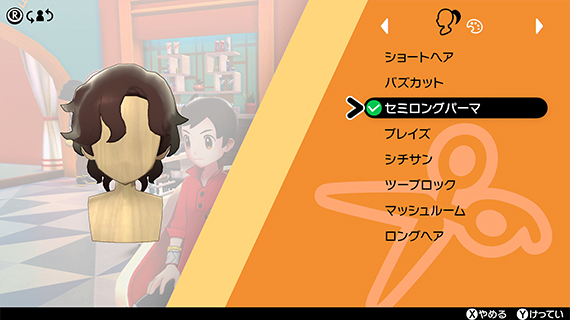 R
ショートヘア
バズカット
セミロングパーマ
ブレイズ
シチサン
ツーブロック
マッシュルーム
ロングヘア
Xやめる Yけってい